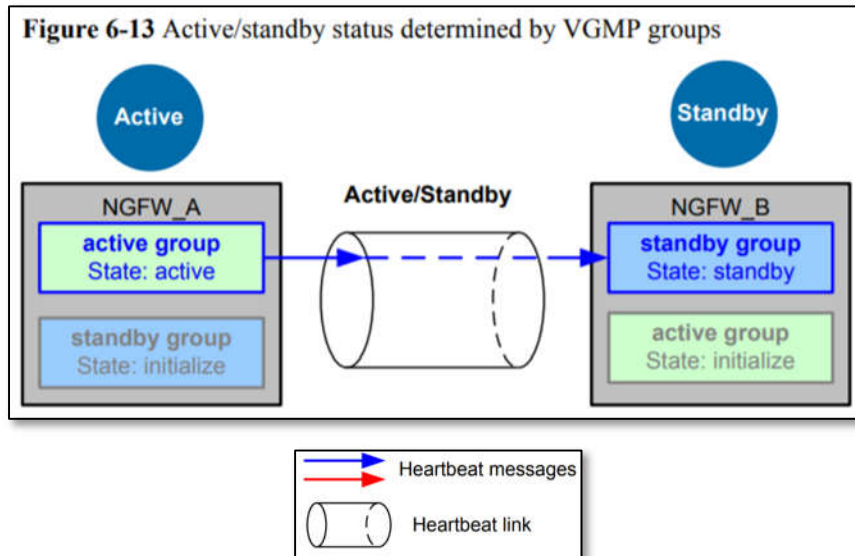 Figure 6-13 Active/standby status determined by VGMP groups
Active
Standby
Active/Standby
NGFW_A
active group
State: active
standby group
State: initialize
NGFW_B
standby group
State: standby
active group
State: initialize
Heartbeat messages
Heartbeat link